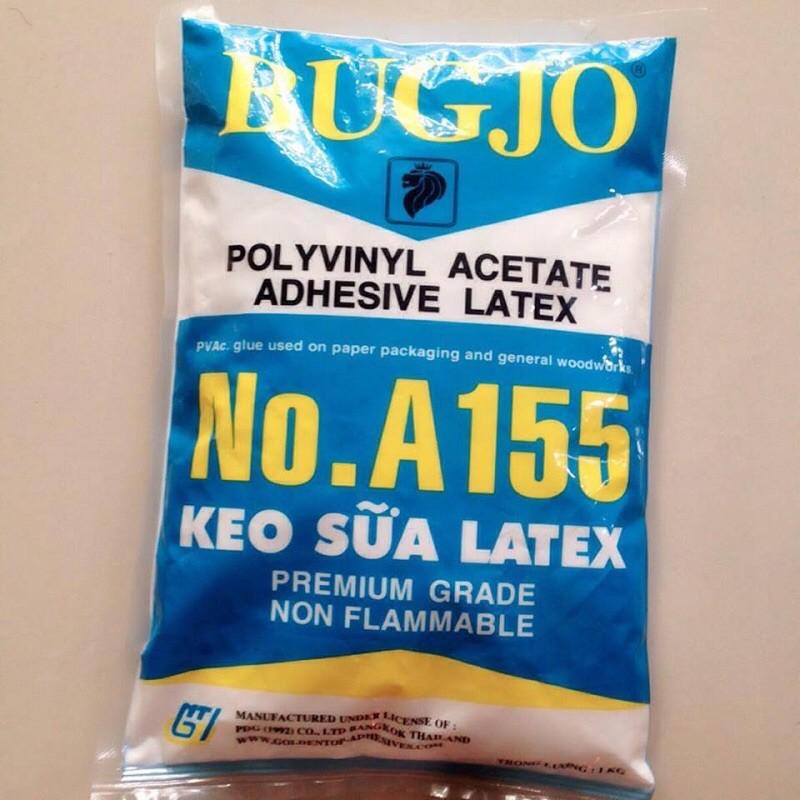 BUGJO®
POLYVINYL ACETATE
ADHESIVE LATEX
PVAc. glue used on paper packaging and general woodworks.
No.A155
KEO SỮA LATEX
PREMIUM GRADE
NON FLAMMABLE
MANUFACTURED UNDER LICENSE OF :
PDG (1992) CO., LTD BANGKOK THAILAND
WWW.GOLDENTOP-ADHESIVES.COM
TRỌNG LƯỢNG : 1 KG